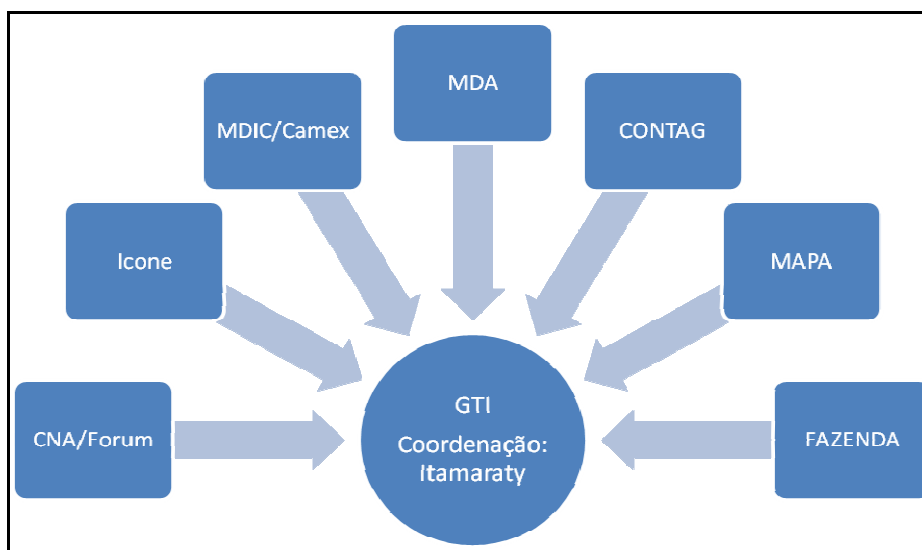 MDA
MDIC/Camex
CONTAG
Icone
MAPA
CNA/Forum
GTI
Coordenação:
Itamaraty
FAZENDA